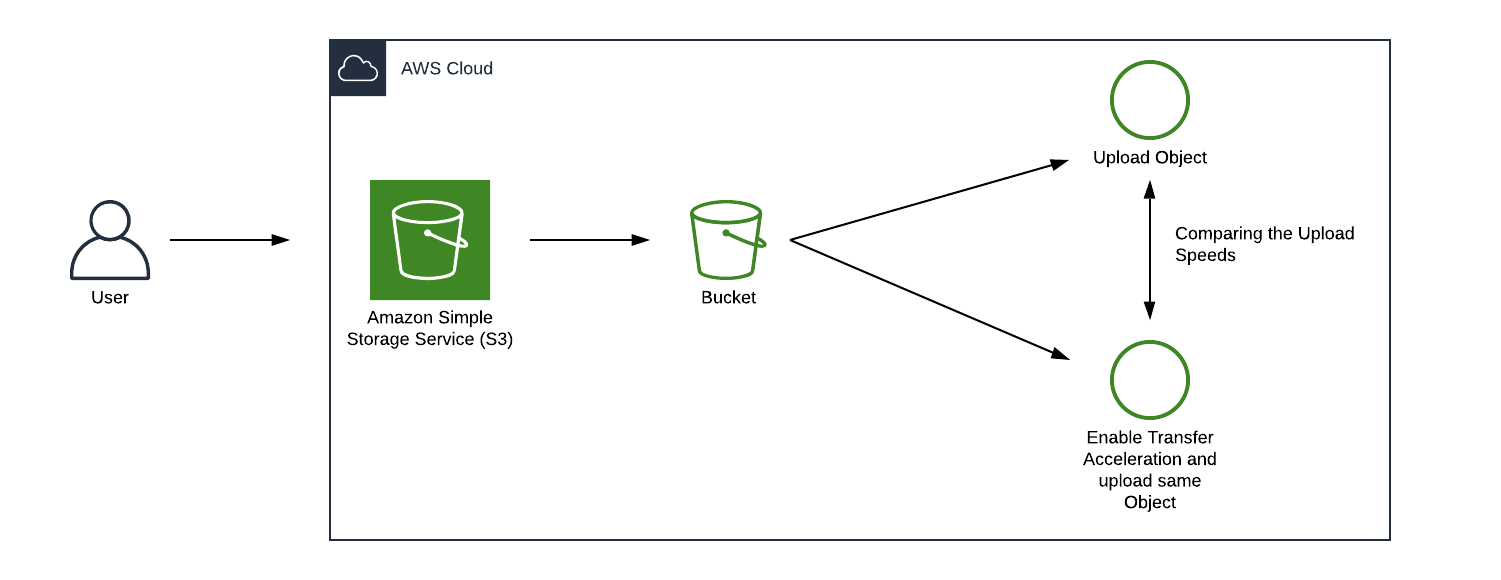 AWS Cloud
Upload Object
Comparing the Upload
Speeds
User
Amazon Simple
Storage Service (S3)
Bucket
Enable Transfer
Acceleration and
upload same
Object